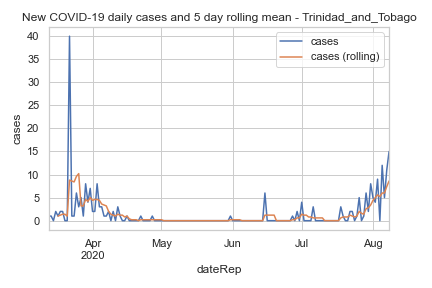 New COVID-19 daily cases and 5 day rolling mean - Trinidad_and_Tobago
cases
cases (rolling)
40
35
30
25
20
15
10
5
0
cases
Apr
2020
May
Jun
Jul
Aug
dateRep